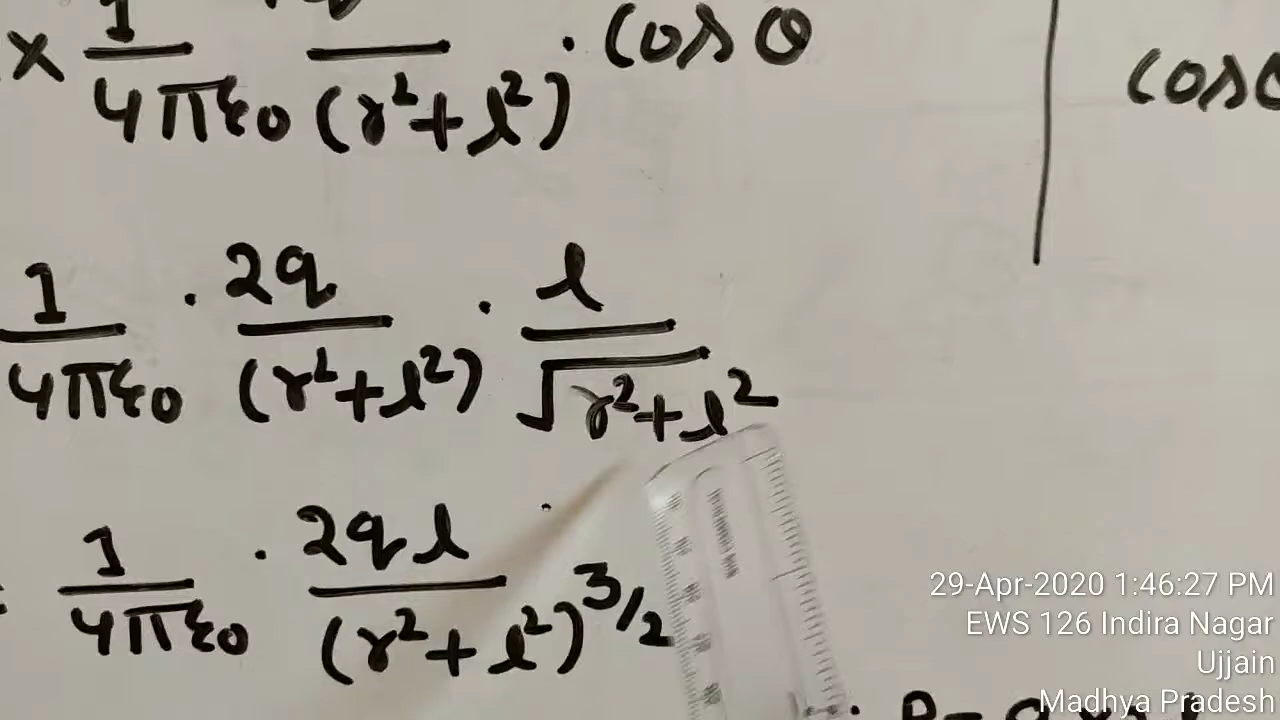 × 1/4πε0 q/(r²+l²) · cosθ
cosθ
1/4πε0 · 2q/(r²+l²) · l/√r²+l²
= 1/4πε0 · 2ql/(r²+l²)^3/2
29-Apr-2020 1:46:27 PM
EWS 126 Indira Nagar
Ujjain
Madhya Pradesh